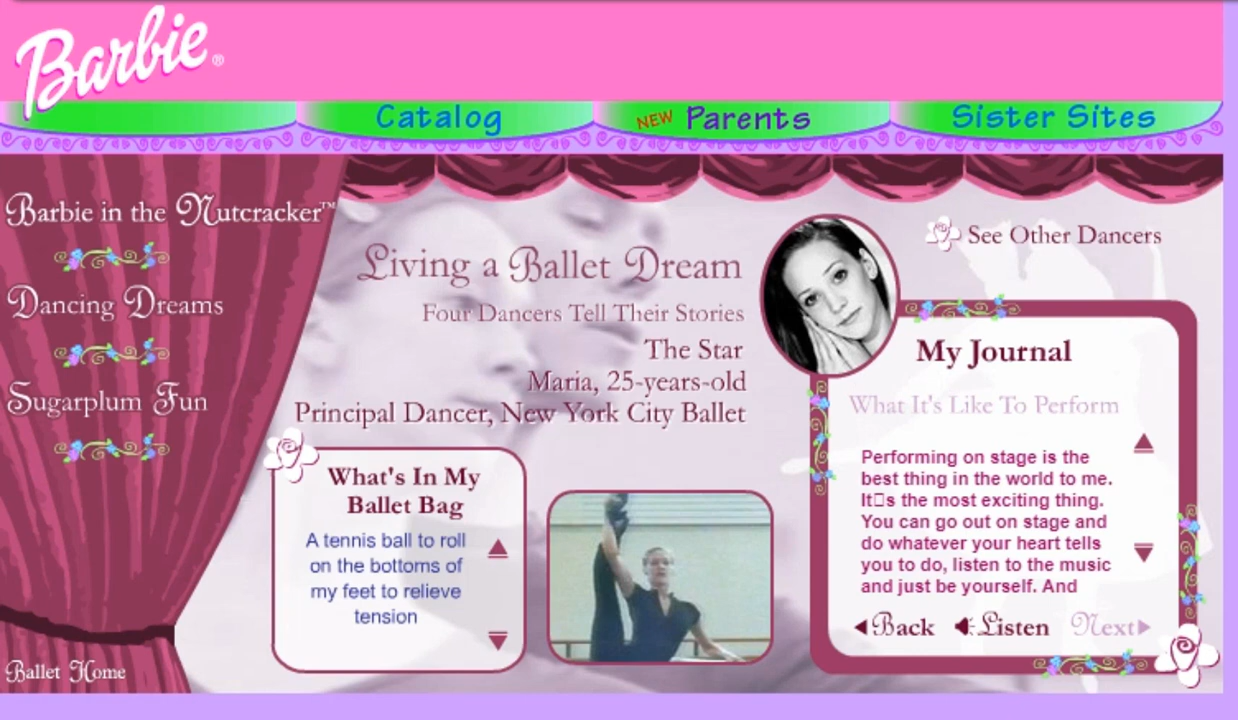 Barbie®
Catalog
NEW Parents
Sister Sites
Barbie in the Nutcracker™
Dancing Dreams
Sugarplum Fun
Ballet Home
Living a Ballet Dream
Four Dancers Tell Their Stories
The Star
Maria, 25-years-old
Principal Dancer, New York City Ballet
What's In My
Ballet Bag
A tennis ball to roll
on the bottoms of
my feet to relieve
tension
See Other Dancers
My Journal
What It's Like To Perform
Performing on stage is the
best thing in the world to me.
It□s the most exciting thing.
You can go out on stage and
do whatever your heart tells
you to do, listen to the music
and just be yourself. And
Back
Listen
Next